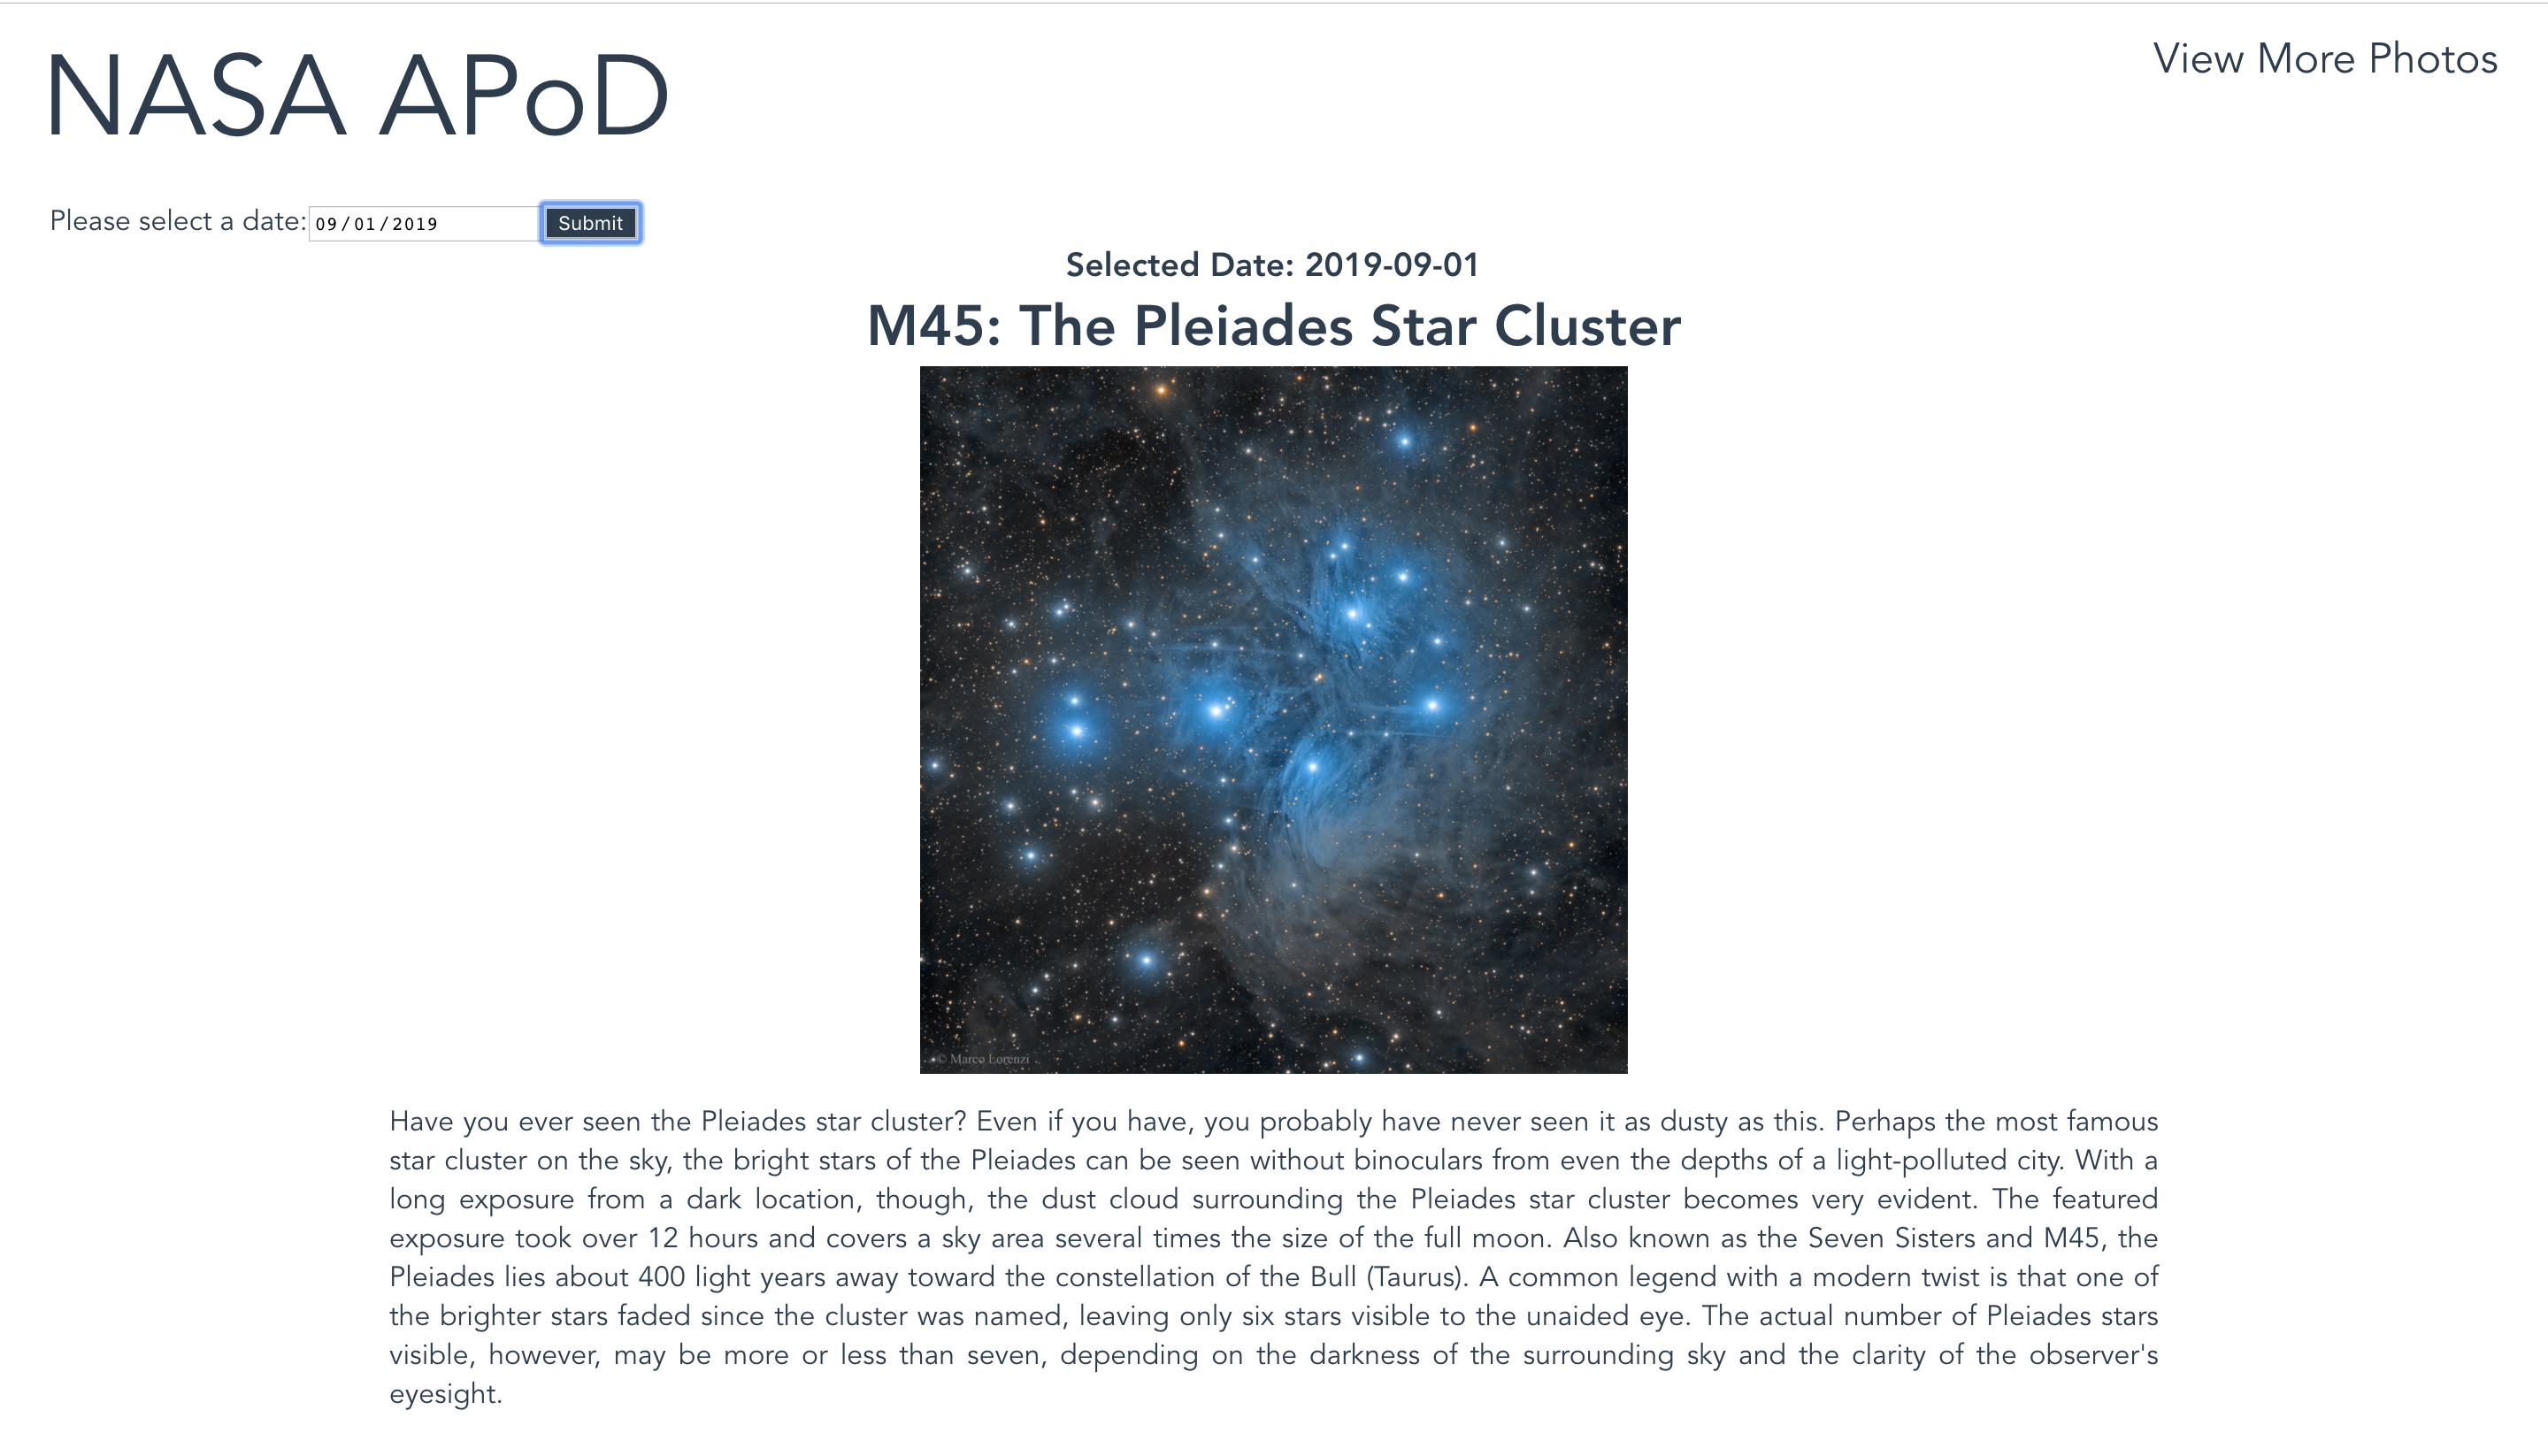 NASA APoD
View More Photos
Please select a date: 09/01/2019 Submit
Selected Date: 2019-09-01
M45: The Pleiades Star Cluster
© Marco Lorenzi
Have you ever seen the Pleiades star cluster? Even if you have, you probably have never seen it as dusty as this. Perhaps the most famous
star cluster on the sky, the bright stars of the Pleiades can be seen without binoculars from even the depths of a light-polluted city. With a
long exposure from a dark location, though, the dust cloud surrounding the Pleiades star cluster becomes very evident. The featured
exposure took over 12 hours and covers a sky area several times the size of the full moon. Also known as the Seven Sisters and M45, the
Pleiades lies about 400 light years away toward the constellation of the Bull (Taurus). A common legend with a modern twist is that one of
the brighter stars faded since the cluster was named, leaving only six stars visible to the unaided eye. The actual number of Pleiades stars
visible, however, may be more or less than seven, depending on the darkness of the surrounding sky and the clarity of the observer's
eyesight.